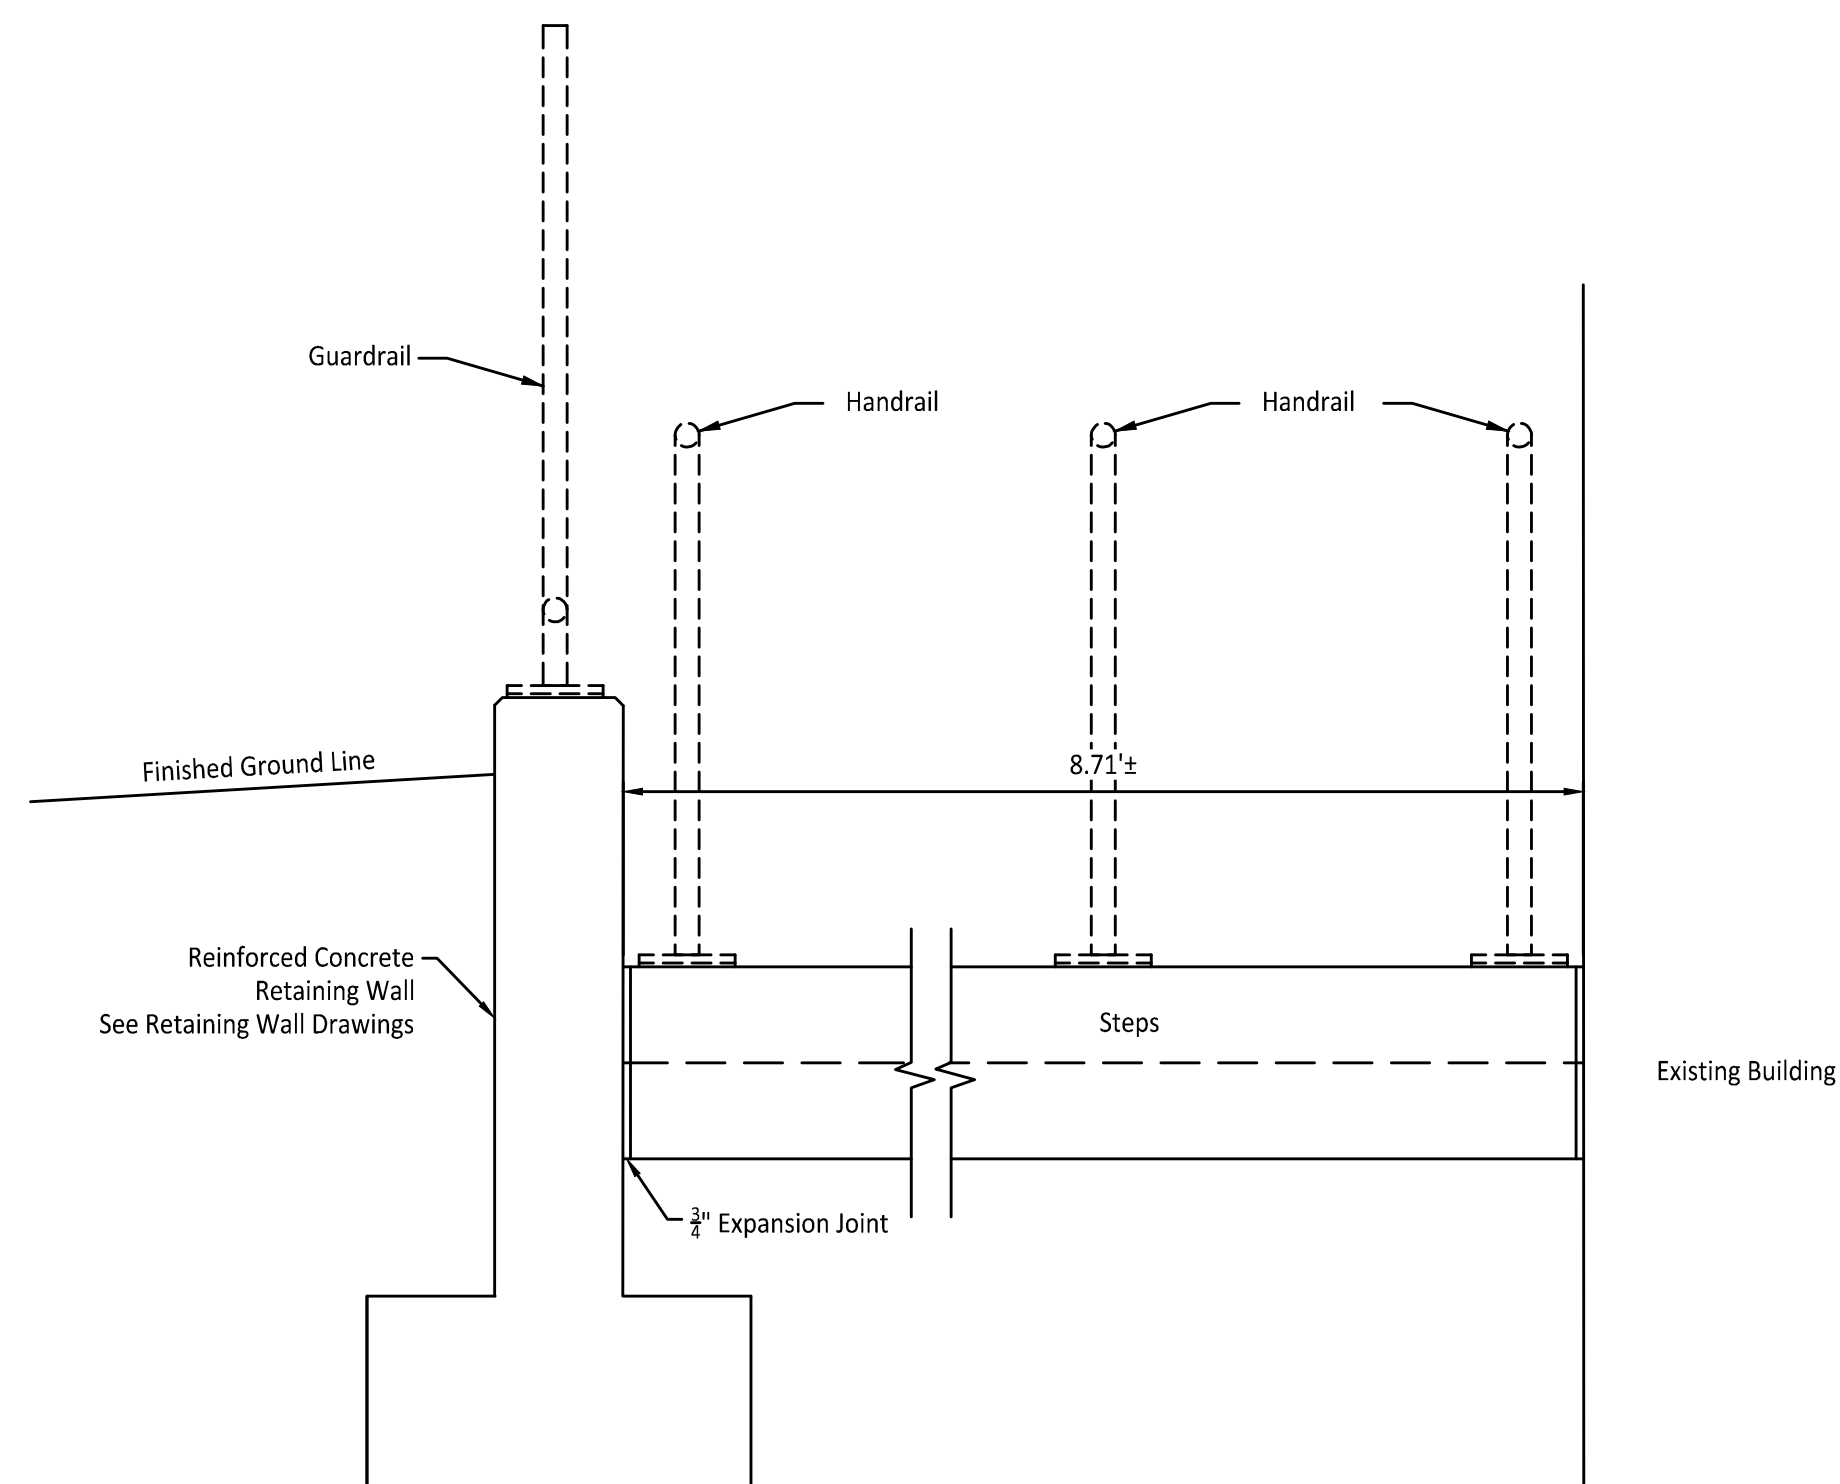 Guardrail
Handrail
Handrail
Finished Ground Line
8.71'±
Reinforced Concrete
Retaining Wall
See Retaining Wall Drawings
Steps
Existing Building
3/4" Expansion Joint